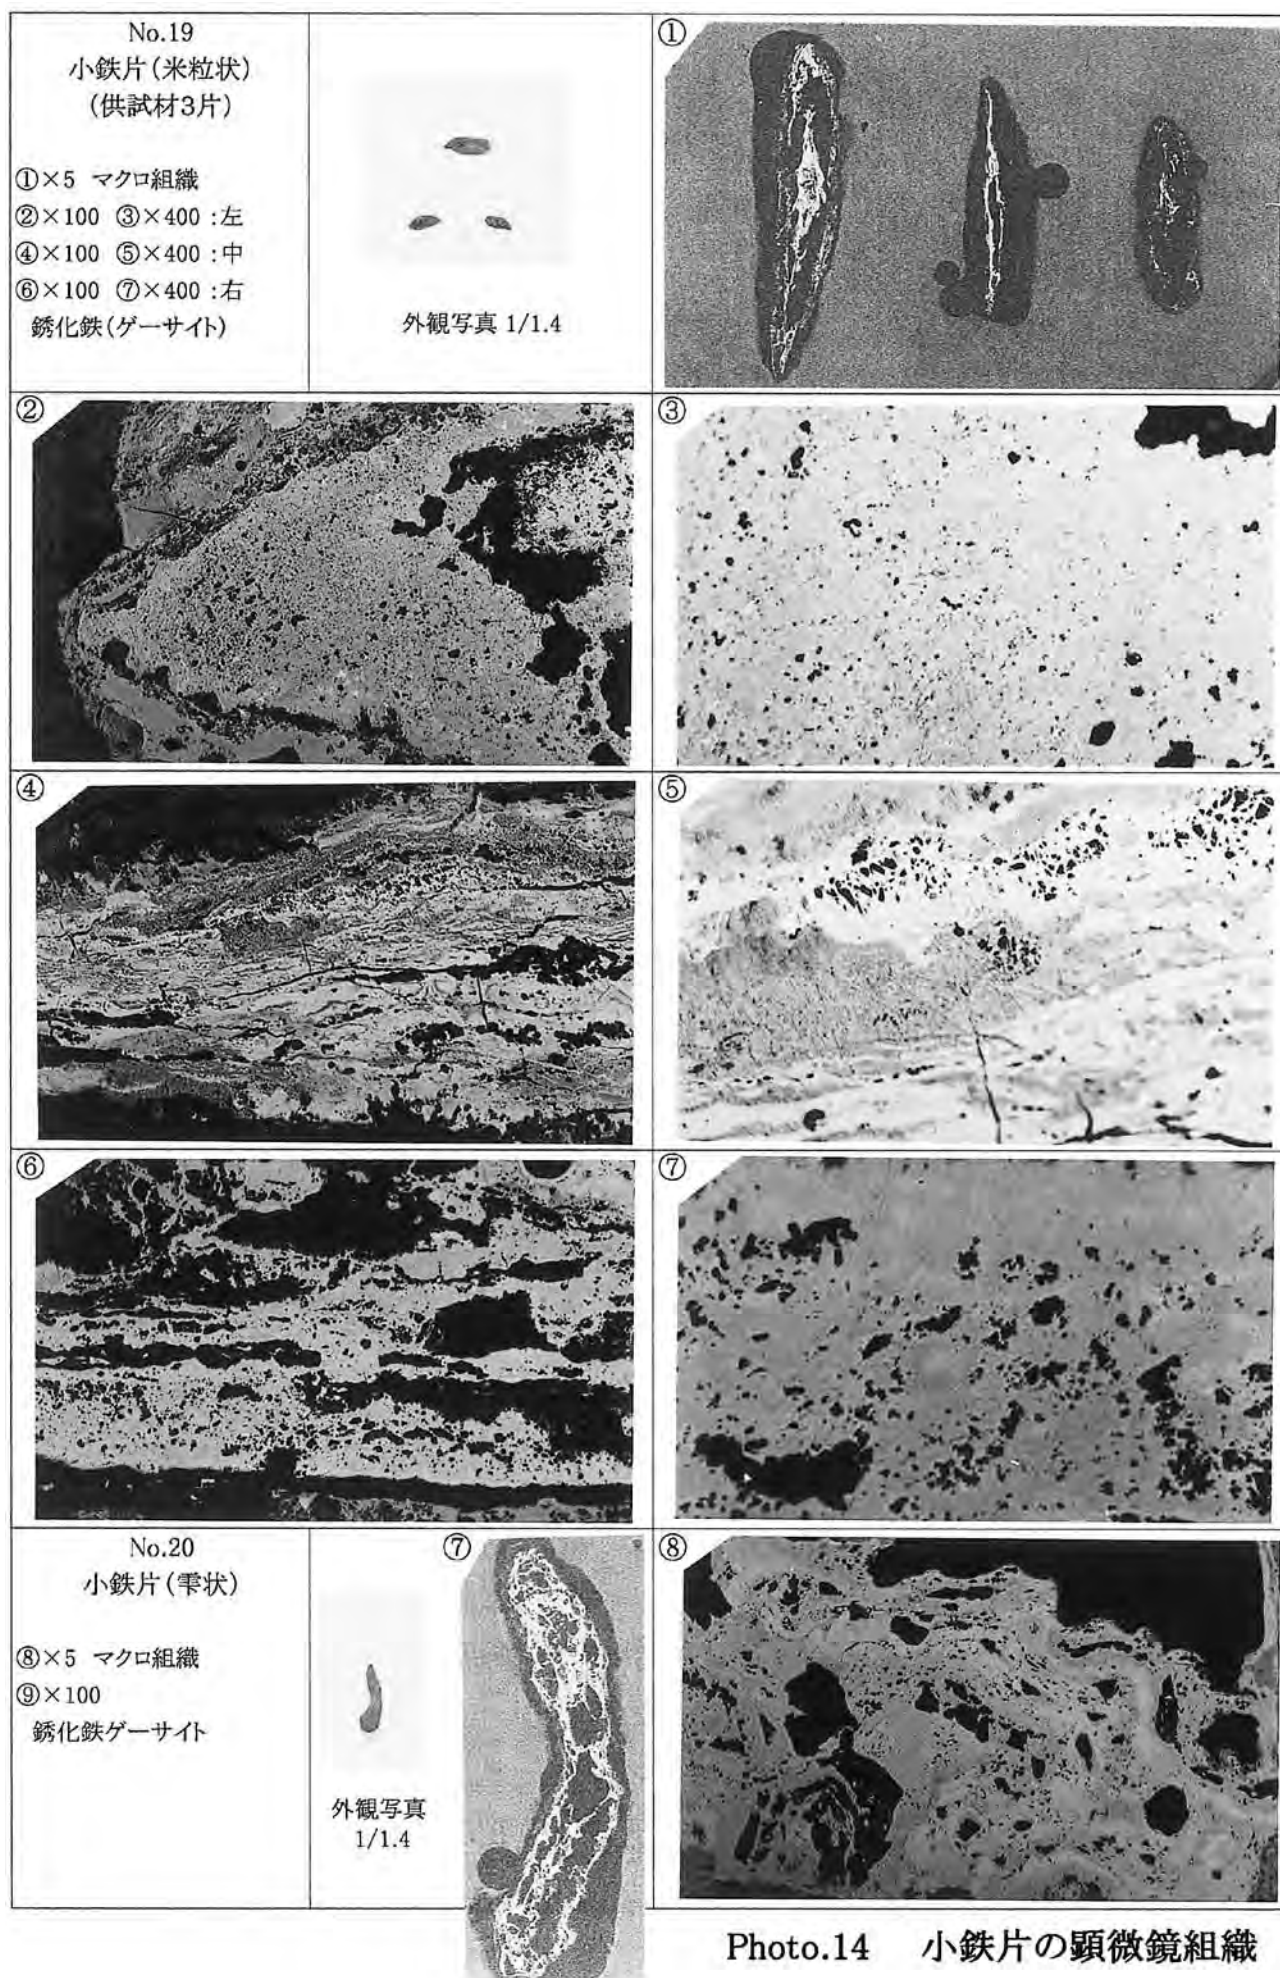 No.19
小鉄片(米粒状)
(供試材3片)
①×5 マクロ組織
②×100 ③×400 :左
④×100 ⑤×400 :中
⑥×100 ⑦×400 :右
銹化鉄(ゲーサイト)
外観写真 1/1.4
①
②
③
④
⑤
⑥
⑦
No.20
小鉄片(雫状)
⑧×5 マクロ組織
⑨×100
銹化鉄ゲーサイト
外観写真
1/1.4
⑦
⑧
Photo.14 小鉄片の顕微鏡組織